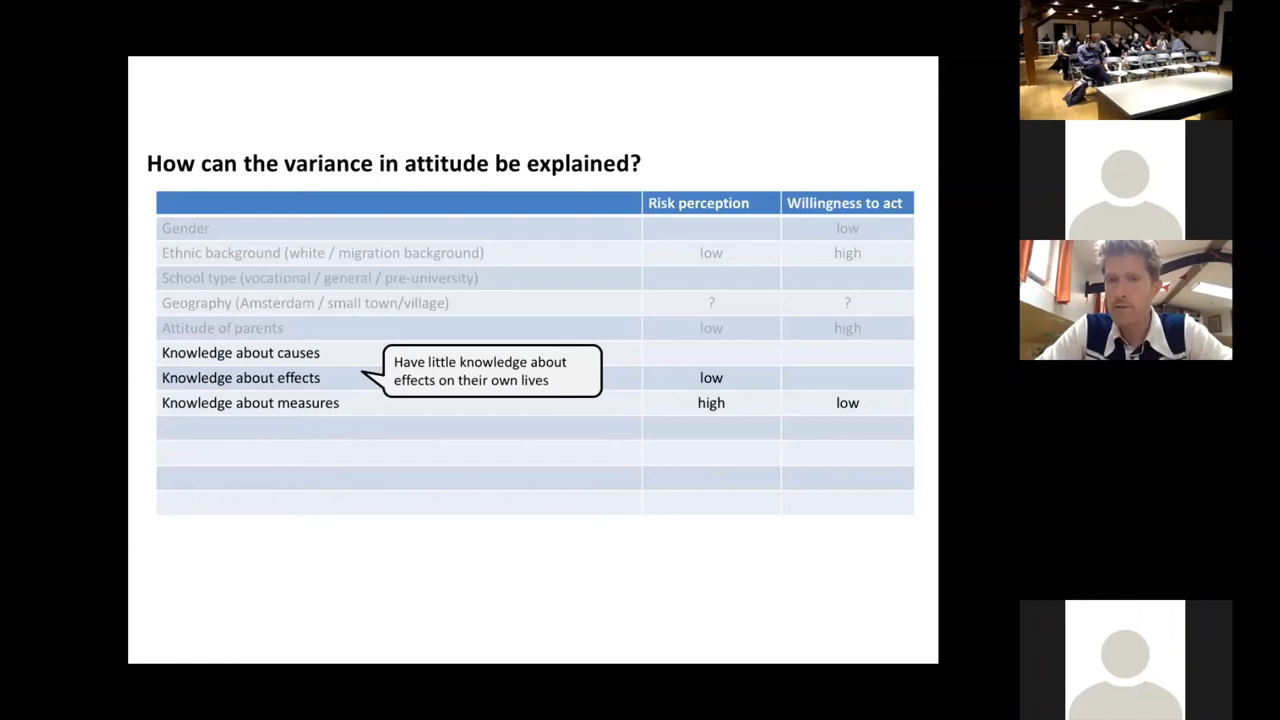 How can the variance in attitude be explained?
Risk perception Willingness to act
Gender low
Ethnic background (white / migration background) low high
School type (vocational / general / pre-university)
Geography (Amsterdam / small town/village) ? ?
Attitude of parents low high
Knowledge about causes
Have little knowledge about
effects on their own lives
Knowledge about effects low
Knowledge about measures high low